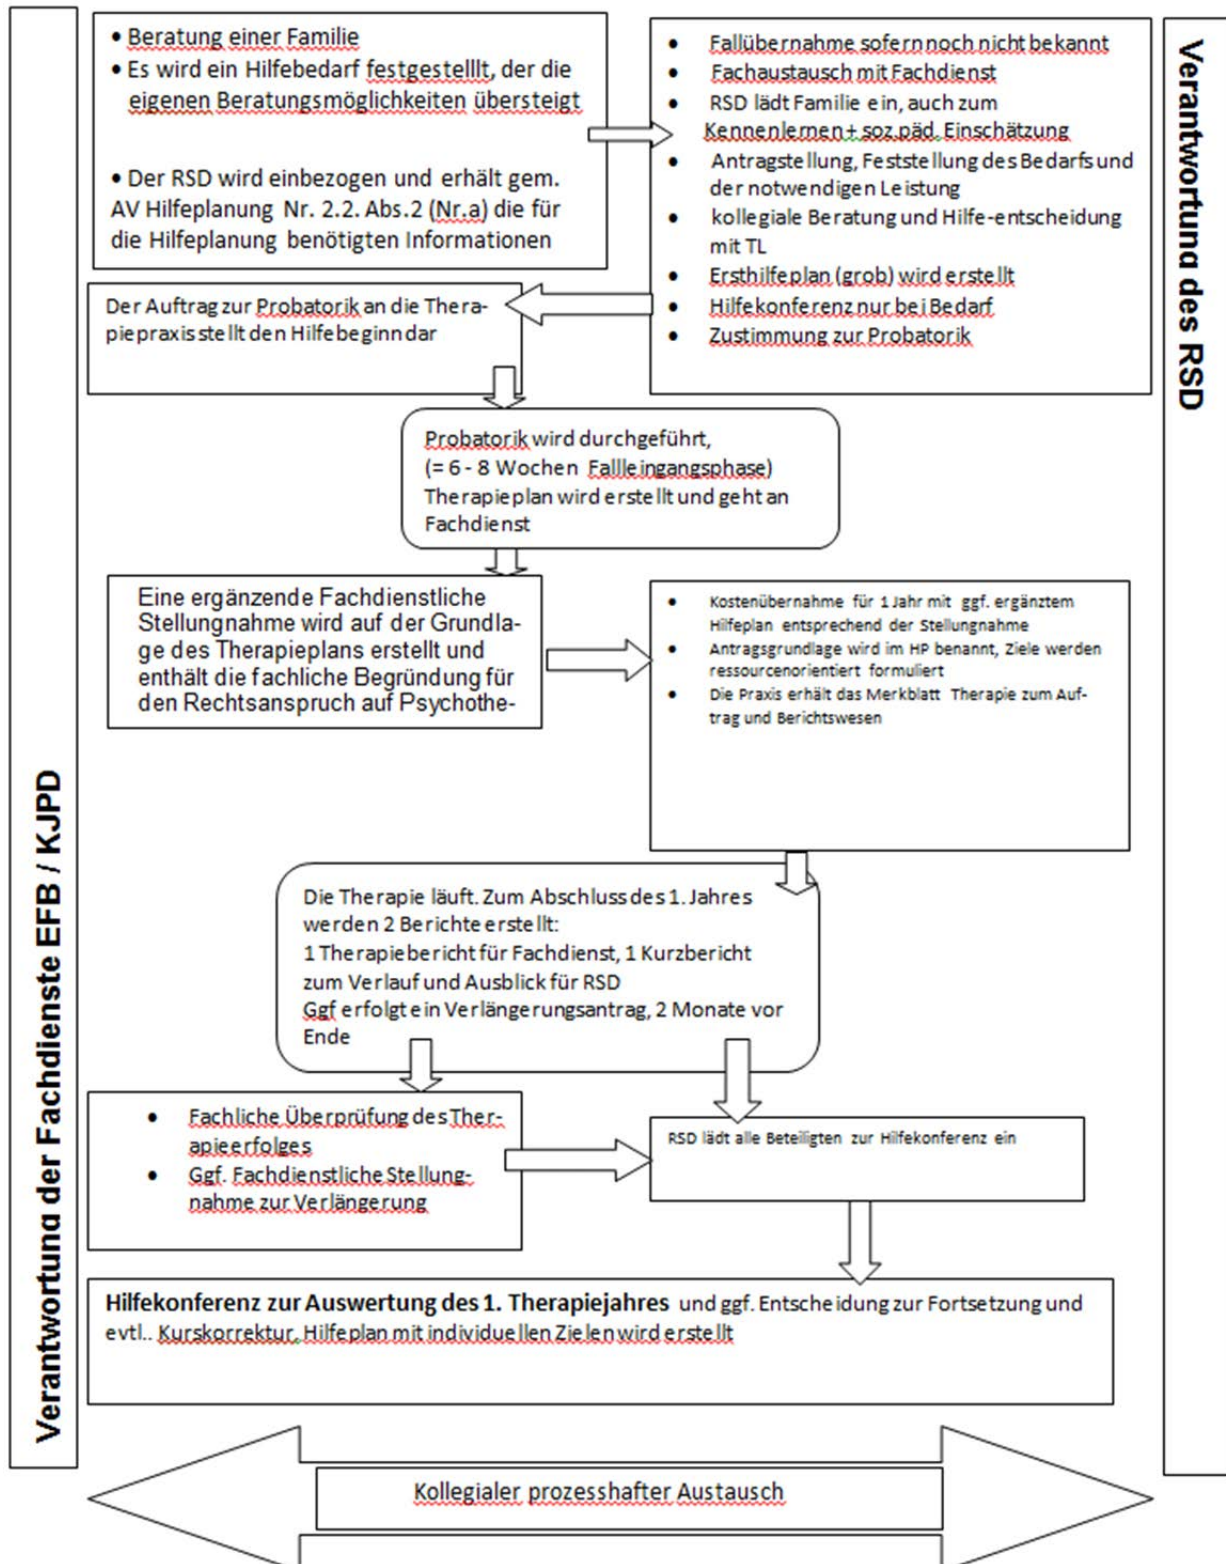 Verantwortung der Fachdienste EFB / KJPD
Verantwortung des RSD
• Beratung einer Familie
• Es wird ein Hilfebedarf festgestelllt, der die
eigenen Beratungsmöglichkeiten übersteigt
• Der RSD wird einbezogen und erhält gem.
AV Hilfeplanung Nr. 2.2. Abs.2 (Nr.a) die für
die Hilfeplanung benötigten Informationen
• Fallübernahme sofern noch nicht bekannt
• Fachaustausch mit Fachdienst
• RSD lädt Familie ein, auch zum
Kennenlernen + soz.päd. Einschätzung
• Antragstellung, Feststellung des Bedarfs und
der notwendigen Leistung
• kollegiale Beratung und Hilfe-entscheidung
mit TL
• Ersthilfeplan (grob) wird erstellt
• Hilfekonferenz nur bei Bedarf
• Zustimmung zur Probatorik
Der Auftrag zur Probatorik an die Thera-
piepraxis stellt den Hilfebeginn dar
Probatorik wird durchgeführt,
(= 6 - 8 Wochen Fallleingangsphase)
Therapieplan wird erstellt und geht an
Fachdienst
Eine ergänzende Fachdienstliche
Stellungnahme wird auf der Grundla-
ge des Therapieplans erstellt und
enthält die fachliche Begründung für
den Rechtsanspruch auf Psychothe-
• Kostenübernahme für 1 Jahr mit ggf. ergänztem
Hilfeplan entsprechend der Stellungnahme
• Antragsgrundlage wird im HP benannt, Ziele werden
ressourcenorientiert formuliert
• Die Praxis erhält das Merkblatt Therapie zum Auf-
trag und Berichtswesen
Die Therapie läuft. Zum Abschluss des 1. Jahres
werden 2 Berichte erstellt:
1 Therapiebericht für Fachdienst, 1 Kurzbericht
zum Verlauf und Ausblick für RSD
Ggf erfolgt ein Verlängerungsantrag, 2 Monate vor
Ende
• Fachliche Überprüfung des Ther-
apieerfolges
• Ggf. Fachdienstliche Stellung-
nahme zur Verlängerung
RSD lädt alle Beteiligten zur Hilfekonferenz ein
Hilfekonferenz zur Auswertung des 1. Therapiejahres und ggf. Entscheidung zur Fortsetzung und
evtl.. Kurskorrektur, Hilfeplan mit individuellen Zielen wird erstellt
Kollegialer prozesshafter Austausch